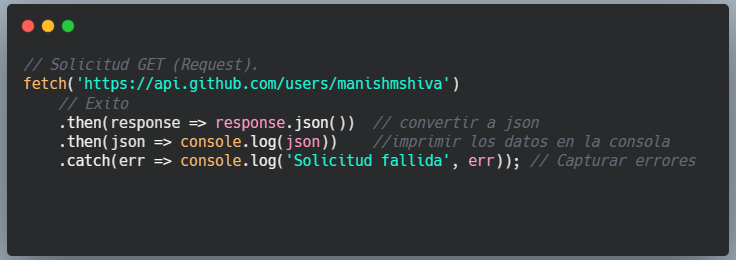 // Solicitud GET (Request).
fetch('https://api.github.com/users/manishmshiva')
// Exito
.then(response => response.json()) // convertir a json
.then(json => console.log(json)) //imprimir los datos en la consola
.catch(err => console.log('Solicitud fallida', err)); // Capturar errores